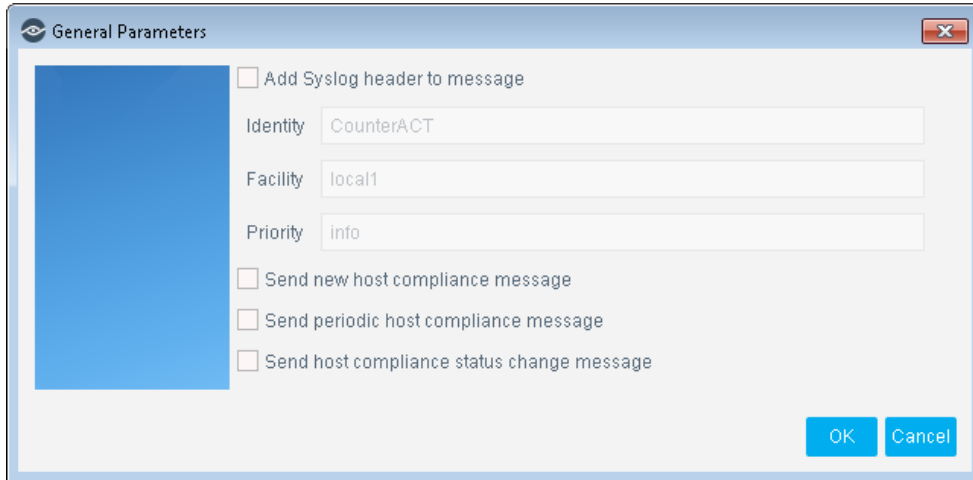 General Parameters
Add Syslog header to message
Identity CounterACT
Facility local1
Priority info
Send new host compliance message
Send periodic host compliance message
Send host compliance status change message
OK Cancel